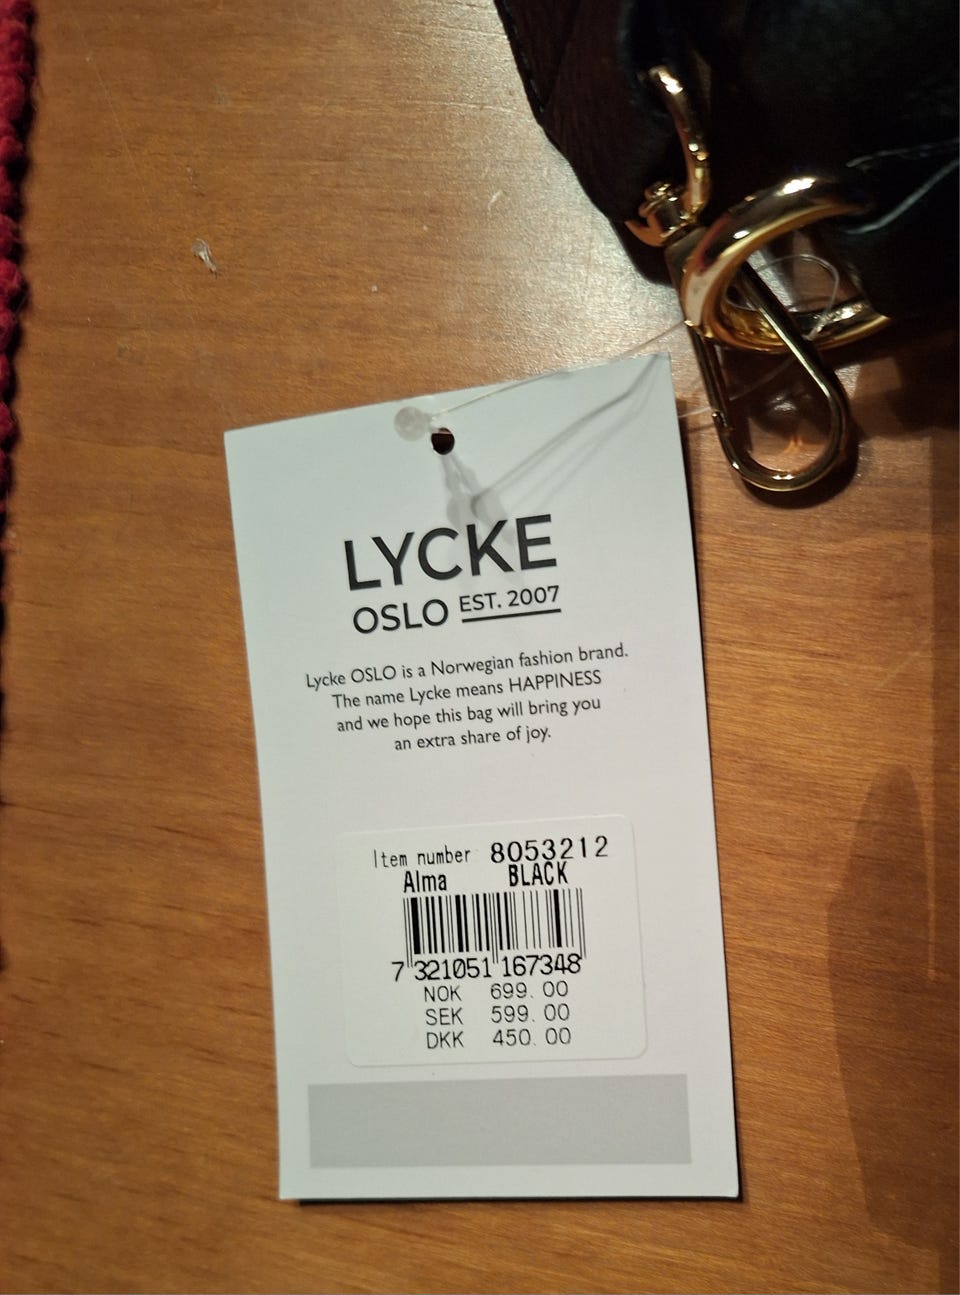 LYCKE
OSLO EST. 2007
Lycke OSLO is a Norwegian fashion brand.
The name Lycke means HAPPINESS
and we hope this bag will bring you
an extra share of joy.
Item number 8053212
Alma BLACK
7 321051 167348
NOK 699. 00
SEK 599. 00
DKK 450. 00